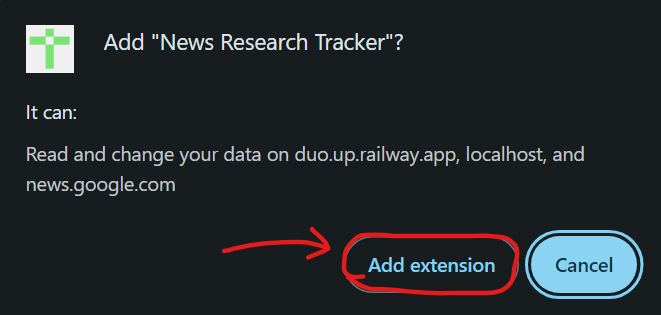 Add "News Research Tracker"?
It can:
Read and change your data on duo.up.railway.app, localhost, and
news.google.com
Add extension
Cancel